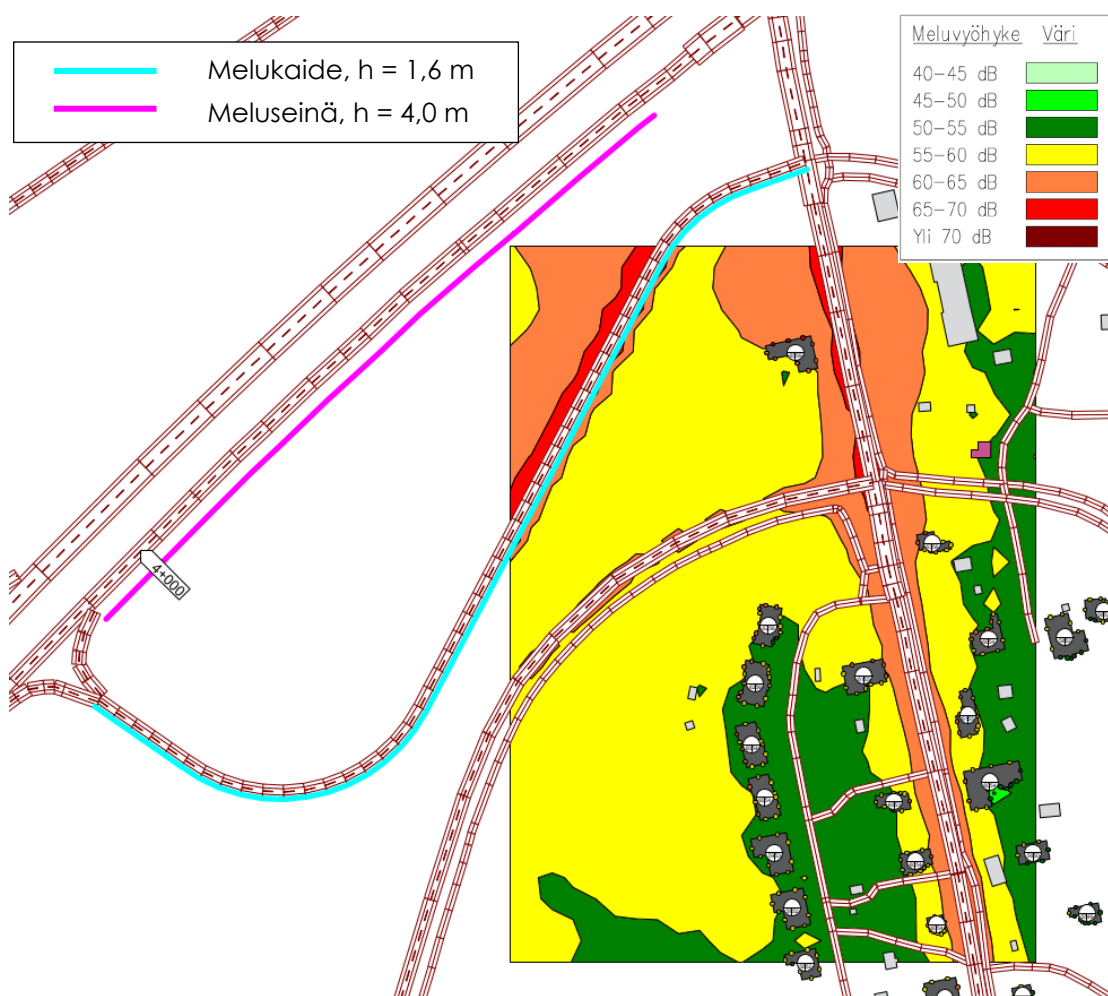 Melukaide, h = 1,6 m
Meluseinä, h = 4,0 m
Meluvyöhyke Väri
40-45 dB
45-50 dB
50-55 dB
55-60 dB
60-65 dB
65-70 dB
Yli 70 dB
4+000